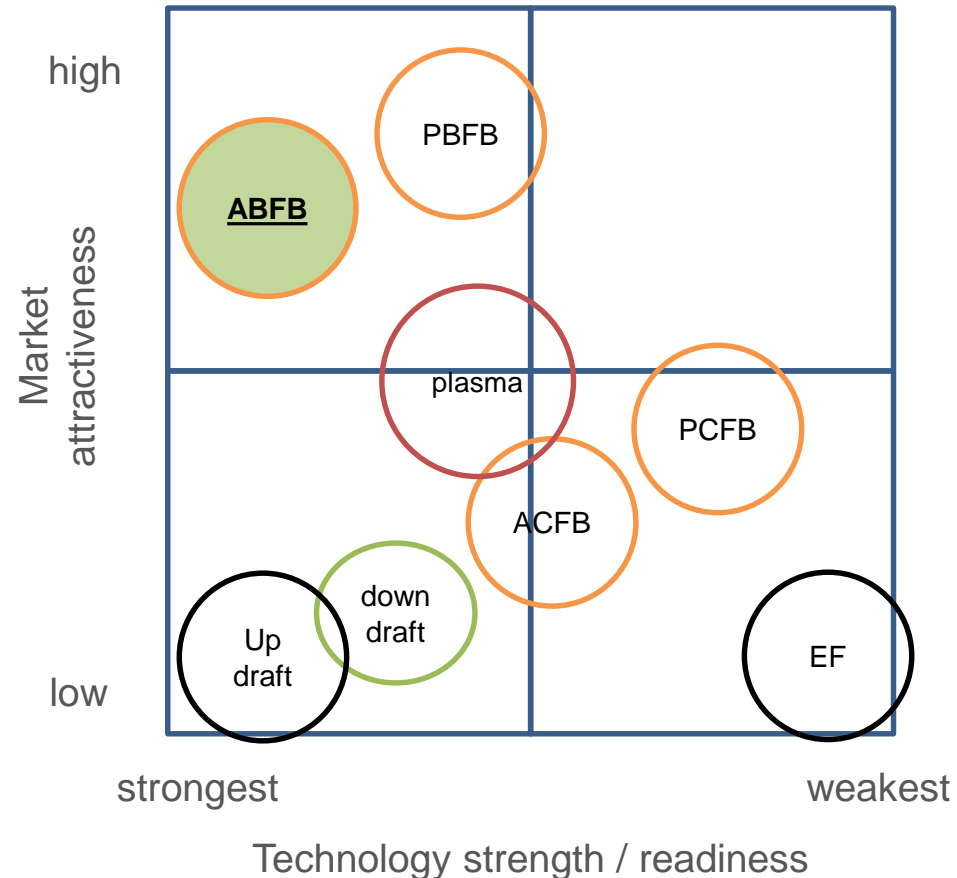 high
PBFB
ABFB
Market
attractiveness
plasma
PCFB
ACFB
down
draft
Up
draft
EF
low
strongest
weakest
Technology strength / readiness